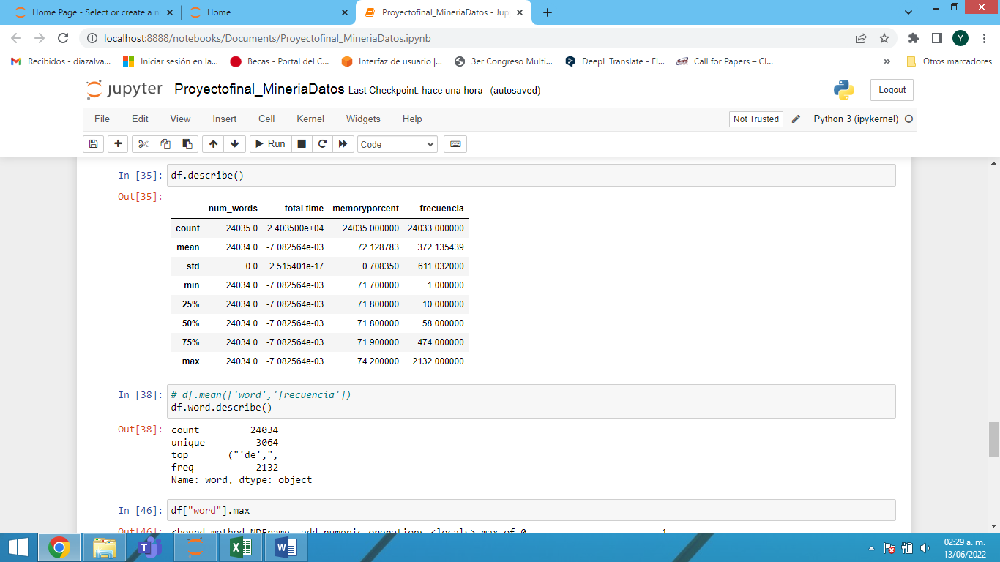 Home Page - Select or create a n
Home
Proyectofinal_MineriaDatos - Jup
localhost:8888/notebooks/Documents/Proyectofinal_MineriaDatos.ipynb
Y
Recibidos - diazalva...
Iniciar sesión en la...
Becas - Portal del C...
Interfaz de usuario |...
3er Congreso Multi...
DeepL Translate - El...
Call for Papers – Cl...
»
Otros marcadores
jupyter Proyectofinal_MineriaDatos Last Checkpoint: hace una hora (autosaved)
Logout
File Edit View Insert Cell Kernel Widgets Help
Not Trusted
Python 3 (ipykernel)
Run
Code
In [35]: df.describe()
Out[35]:
num_words total time memoryporcent frecuencia
count 24035.0 2.403500e+04 24035.000000 24033.000000
mean 24034.0 -7.082564e-03 72.128783 372.135439
std 0.0 2.515401e-17 0.708350 611.032000
min 24034.0 -7.082564e-03 71.700000 1.000000
25% 24034.0 -7.082564e-03 71.800000 10.000000
50% 24034.0 -7.082564e-03 71.800000 58.000000
75% 24034.0 -7.082564e-03 71.900000 474.000000
max 24034.0 -7.082564e-03 74.200000 2132.000000
In [38]: # df.mean(['word','frecuencia'])
df.word.describe()
Out[38]: count 24034
unique 3064
top ("'de',",
freq 2132
Name: word, dtype: object
In [46]: df["word"].max
Out[46]: <bound method NDFrame._add_numeric_operations.<locals>.max of 0 1
02:29 a. m.
13/06/2022